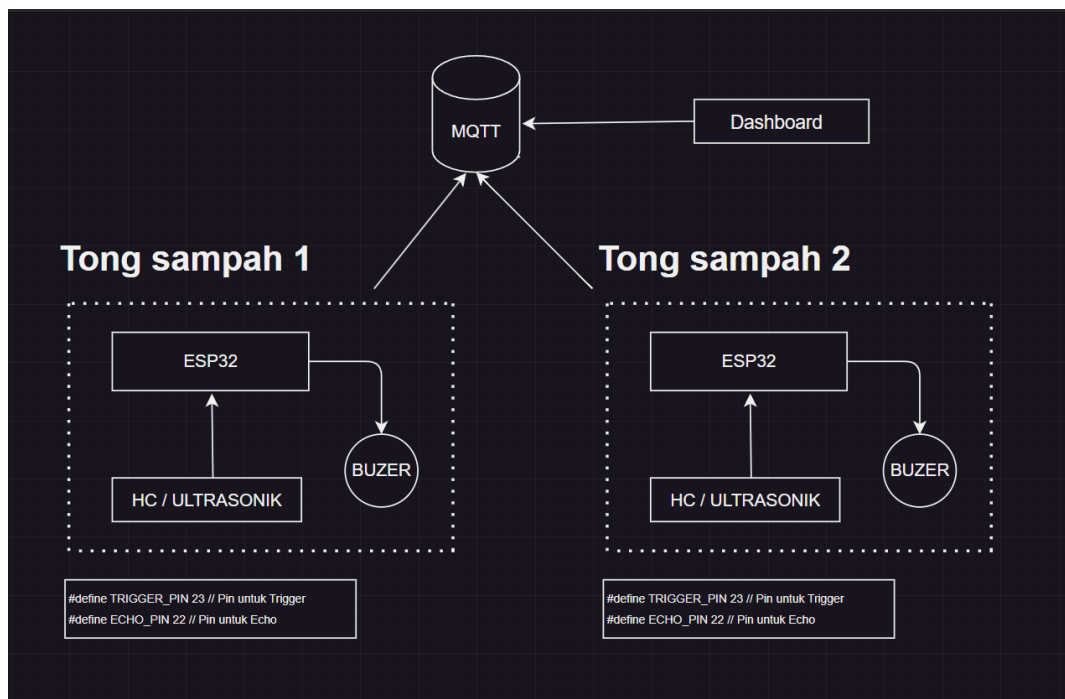 MQTT
Dashboard
Tong sampah 1
ESP32
BUZER
HC / ULTRASONIK
#define TRIGGER_PIN 23 // Pin untuk Trigger
#define ECHO_PIN 22 // Pin untuk Echo
Tong sampah 2
ESP32
BUZER
HC / ULTRASONIK
#define TRIGGER_PIN 23 // Pin untuk Trigger
#define ECHO_PIN 22 // Pin untuk Echo